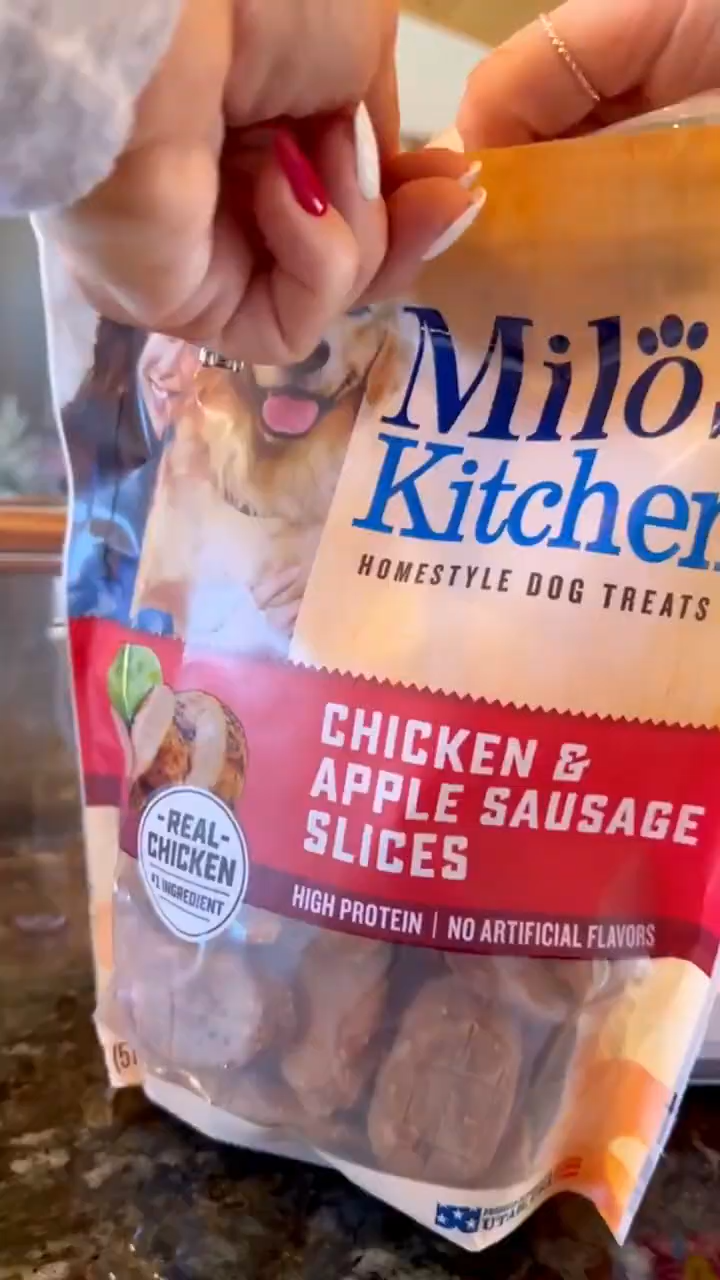 Milo
Kitchen
HOMESTYLE DOG TREATS
CHICKEN &
APPLE SAUSAGE
SLICES
-REAL-
CHICKEN
#1 INGREDIENT
HIGH PROTEIN | NO ARTIFICIAL FLAVORS